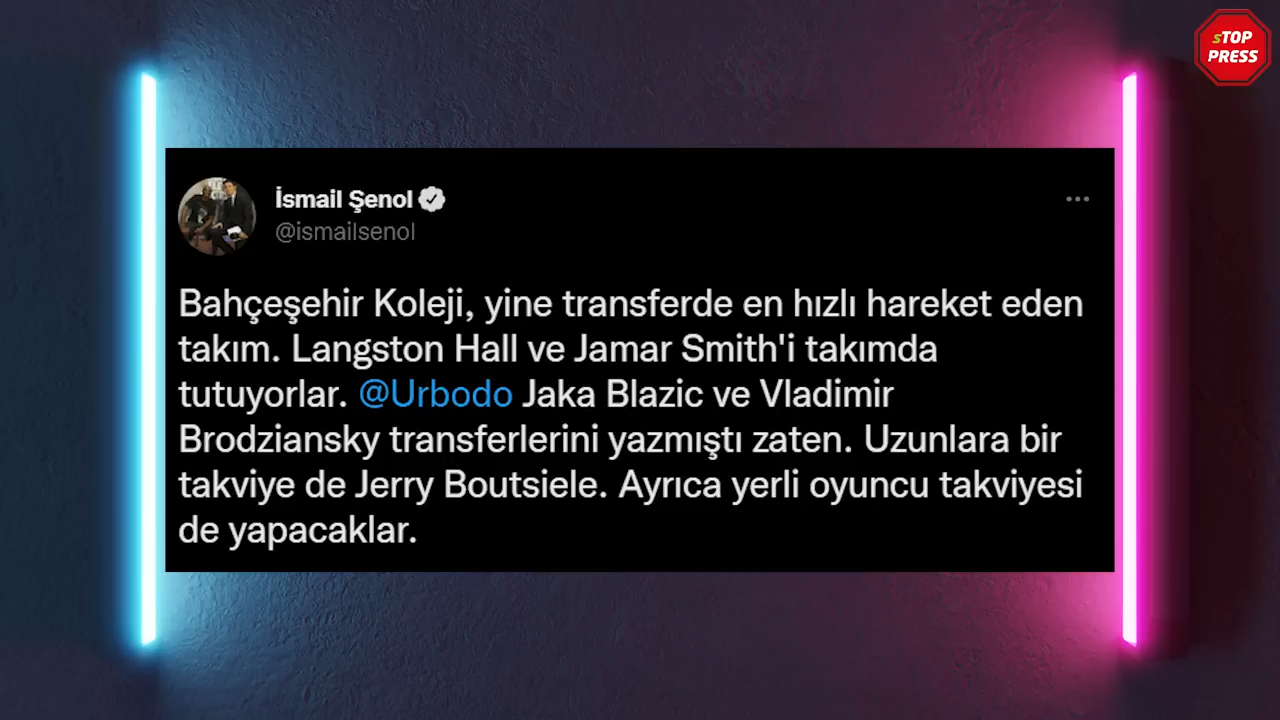 sTOP
PRESS
İsmail Şenol
@ismailsenol
Bahçeşehir Koleji, yine transferde en hızlı hareket eden
takım. Langston Hall ve Jamar Smith'i takımda
tutuyorlar. @Urbodo Jaka Blazic ve Vladimir
Brodziansky transferlerini yazmıştı zaten. Uzunlara bir
takviye de Jerry Boutsiele. Ayrıca yerli oyuncu takviyesi
de yapacaklar.